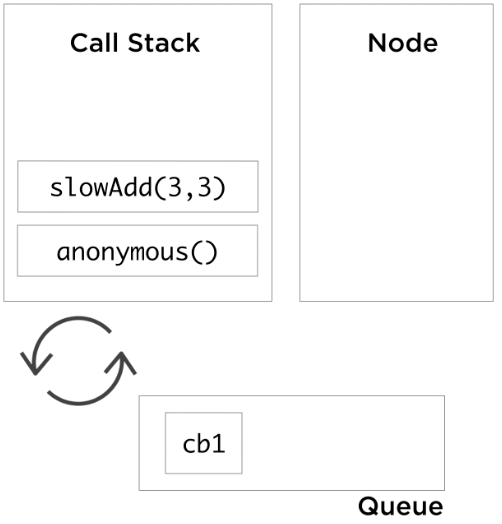 Call Stack
Node
slowAdd(3,3)
anonymous()
cb1
Queue